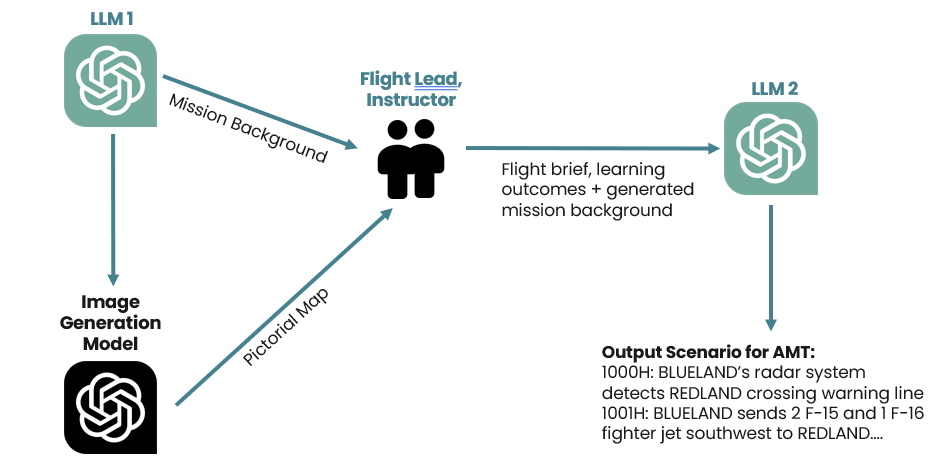 LLM 1
Mission Background
Flight Lead,
Instructor
LLM 2
Flight brief, learning
outcomes + generated
mission background
Image
Generation
Model
Pictorial Map
Output Scenario for AMT:
1000H: BLUELAND’s radar system
detects REDLAND crossing warning line
1001H: BLUELAND sends 2 F-15 and 1 F-16
fighter jet southwest to REDLAND....